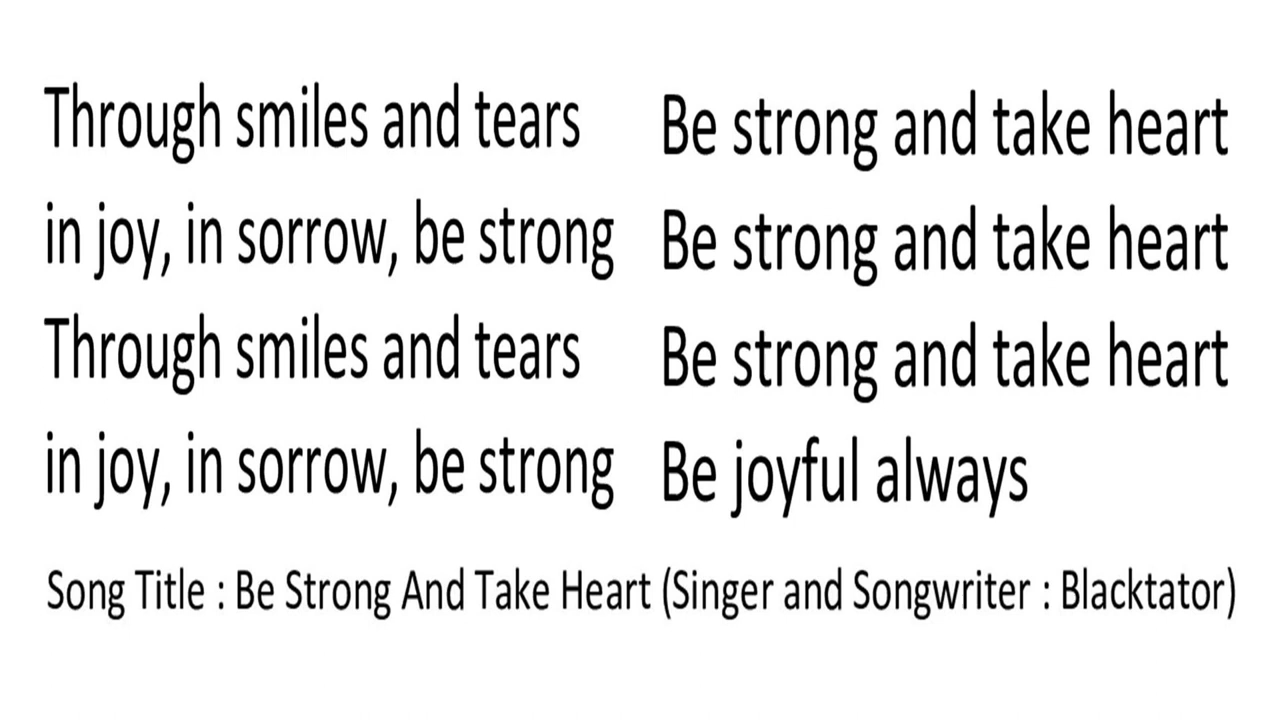 Through smiles and tears
in joy, in sorrow, be strong
Through smiles and tears
in joy, in sorrow, be strong
Be strong and take heart
Be strong and take heart
Be strong and take heart
Be joyful always
Song Title : Be Strong And Take Heart (Singer and Songwriter : Blacktator)